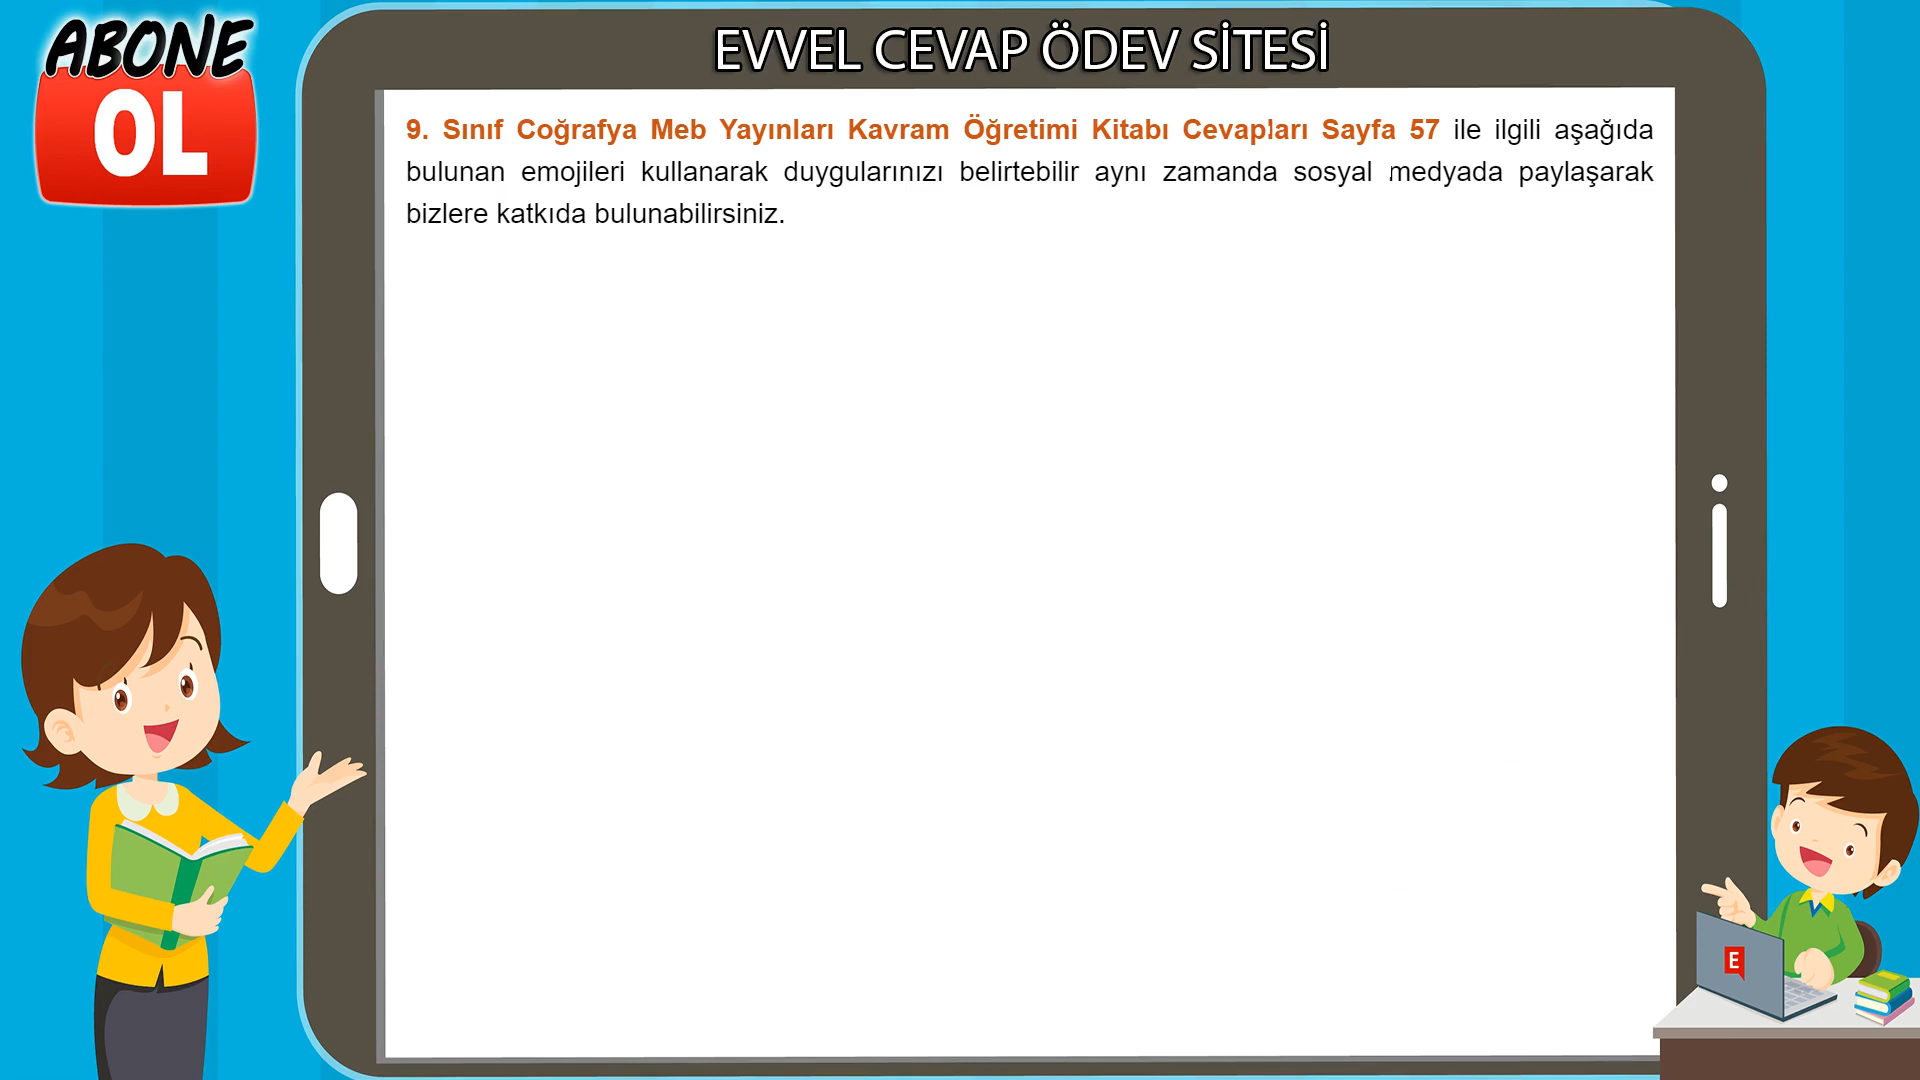 ABONE
OL
EVVEL CEVAP ÖDEV SİTESİ
9. Sınıf Coğrafya Meb Yayınları Kavram Öğretimi Kitabı Cevapları Sayfa 57 ile ilgili aşağıda
bulunan emojileri kullanarak duygularınızı belirtebilir aynı zamanda sosyal medyada paylaşarak
bizlere katkıda bulunabilirsiniz.
E